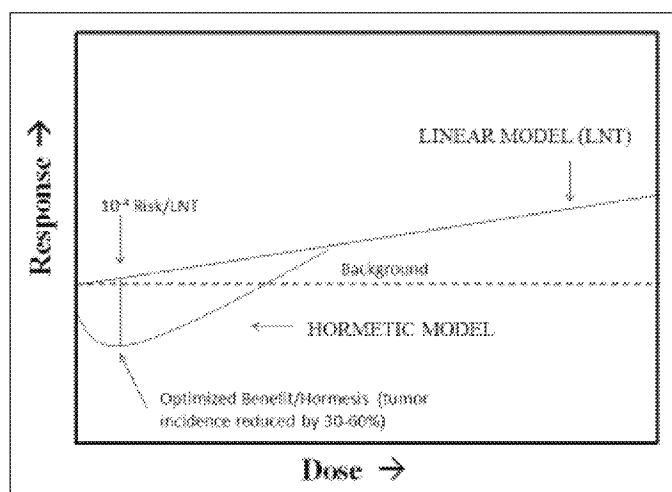 Response →
LINEAR MODEL (LNT)
10⁻⁴ Risk/LNT
Background
← HORMETIC MODEL
Optimized Benefit/Hormesis (tumor
incidence reduced by 30-60%)
Dose →